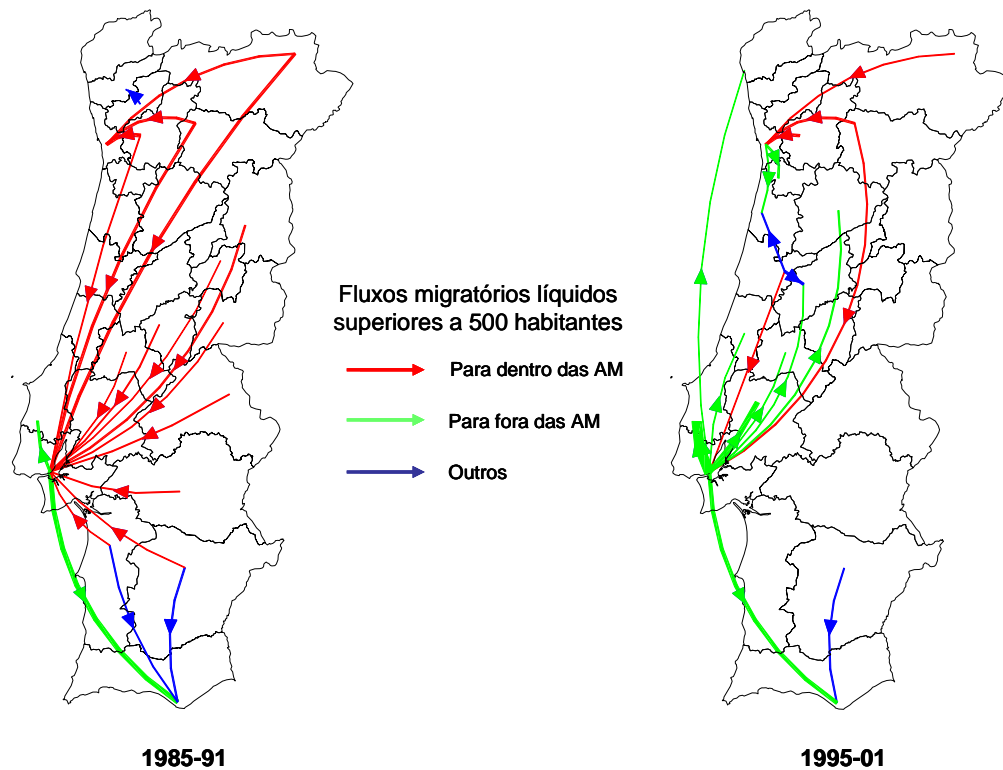 Fluxos migratórios líquidos
superiores a 500 habitantes
Para dentro das AM
Para fora das AM
Outros
1985-91
1995-01